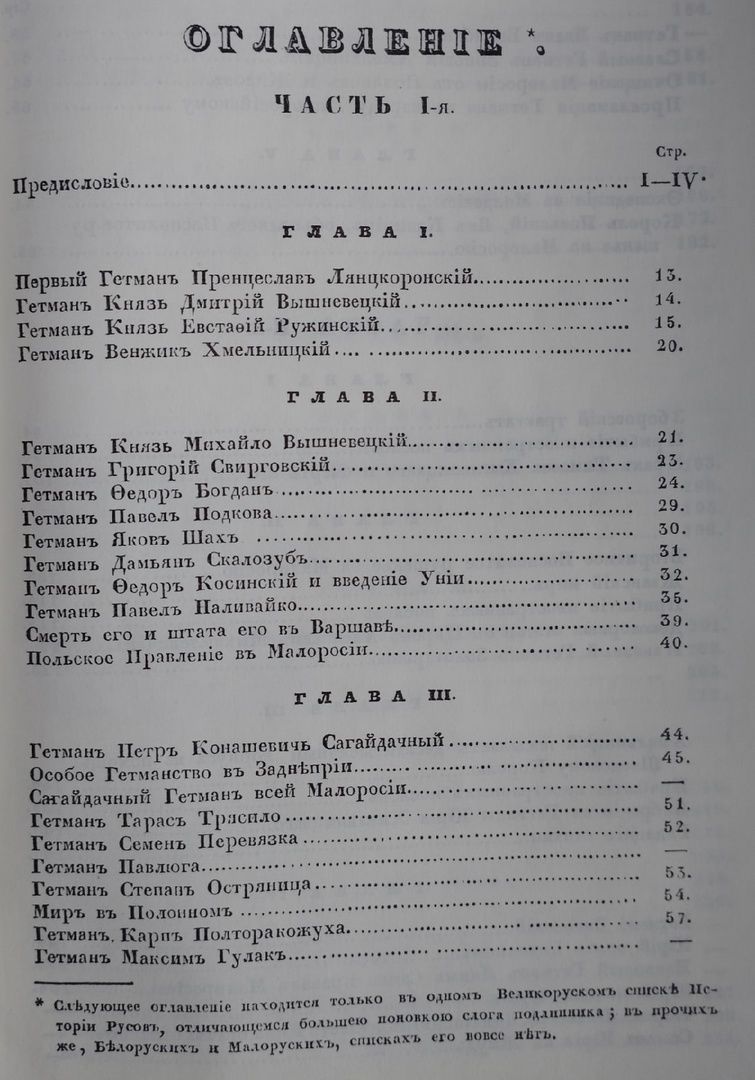 ОГЛАВЛЕНІЕ *.
ЧАСТЬ I-я.
Стр.
Предисловіе........................ I—IV.
ГЛАВА I.
Первый Гетманъ Пренцеславъ Лянцкоронскій........................ 13.
Гетманъ Князь Дмитрій Вышневецкій........................ 14.
Гетманъ Князь Евстаѳій Ружинскій........................ 15.
Гетманъ Венжикъ Хмельницкій........................ 20.
ГЛАВА II.
Гетманъ Князь Михайло Вышневецкій........................ 21.
Гетманъ Григорій Свирговскій........................ 23.
Гетманъ Ѳедоръ Богданъ........................ 24.
Гетманъ Павелъ Подкова........................ 29.
Гетманъ Яковъ Шахъ ........................ 30.
Гетманъ Дамьянъ Скалозубъ........................ 31.
Гетманъ Ѳедоръ Косинскій и введеніе Уніи........................ 32.
Гетманъ Павелъ Наливайко........................ 35.
Смерть его и штата его въ Варшавѣ........................ 39.
Польское Правленіе въ Малоросіи........................ 40.
ГЛАВА III.
Гетманъ Петръ Конашевичь Сагайдачный........................ 44.
Особое Гетманство въ Заднѣпріи........................ 45.
Сагайдачный Гетманъ всей Малоросіи........................ —
Гетманъ Тарасъ Трясило........................ 51.
Гетманъ Семенъ Перевязка........................ 52.
Гетманъ Павлюга........................ —
Гетманъ Степанъ Остряница........................ 53.
Миръ въ Полонномъ........................ 54.
Гетманъ. Карпъ Полторакожуха........................ 57.
Гетманъ Максимъ Гулакъ........................ —
* Слѣдующее оглавленіе находится только въ одномъ Великорускомъ спискѣ Ис-
торіи Русовъ, отличающемся большею поновкою слога подлинника; въ прочихъ
же, Бѣлорускихъ и Малорускихъ, спискахъ его вовсе нѣтъ.